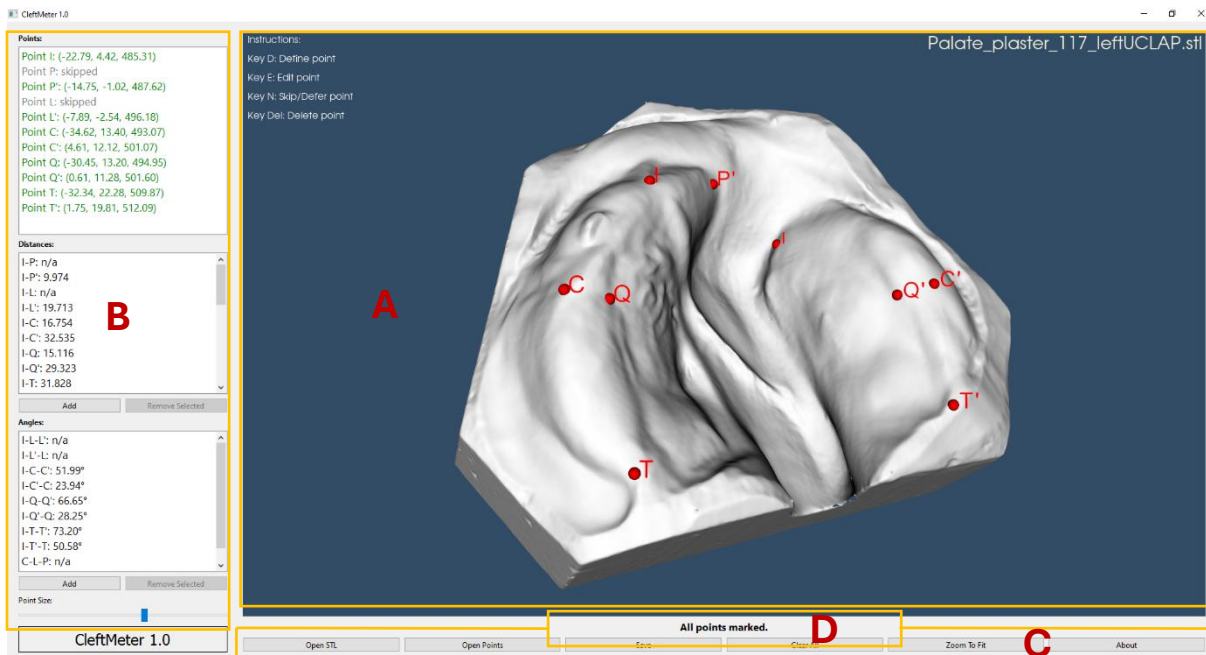 CleftMeter 1.0
Points:
Point I: (-22.79, 4.42, 485.31)
Point P: skipped
Point P': (-14.75, -1.02, 487.62)
Point L: skipped
Point L': (-7.89, -2.54, 496.18)
Point C: (-34.62, 13.40, 493.07)
Point C': (4.61, 12.12, 501.07)
Point Q: (-30.45, 13.20, 494.95)
Point Q': (0.61, 11.28, 501.60)
Point T: (-32.34, 22.28, 509.87)
Point T': (1.75, 19.81, 512.09)
Distances:
I-P: n/a
I-P': 9.974
I-L: n/a
I-L': 19.713
I-C: 16.754
I-C': 32.535
I-Q: 15.116
I-Q': 29.323
I-T: 31.828
B
Add
Remove Selected
Angles:
I-L-L': n/a
I-L'-L: n/a
I-C-C': 51.99°
I-C'-C: 23.94°
I-Q-Q': 66.65°
I-Q'-Q: 28.25°
I-T-T': 73.20°
I-T'-T: 50.58°
C-L-P: n/a
Add
Remove Selected
Point Size:
CleftMeter 1.0
Instructions:
Key D: Define point
Key E: Edit point
Key N: Skip/Defer point
Key Del: Delete point
Palate_plaster_117_leftUCLAP.stl
A
I
P'
C
Q
Q'
C'
T'
T
All points marked.
D
Open STL
Open Points
Save
Clear All
Zoom To Fit
C
About